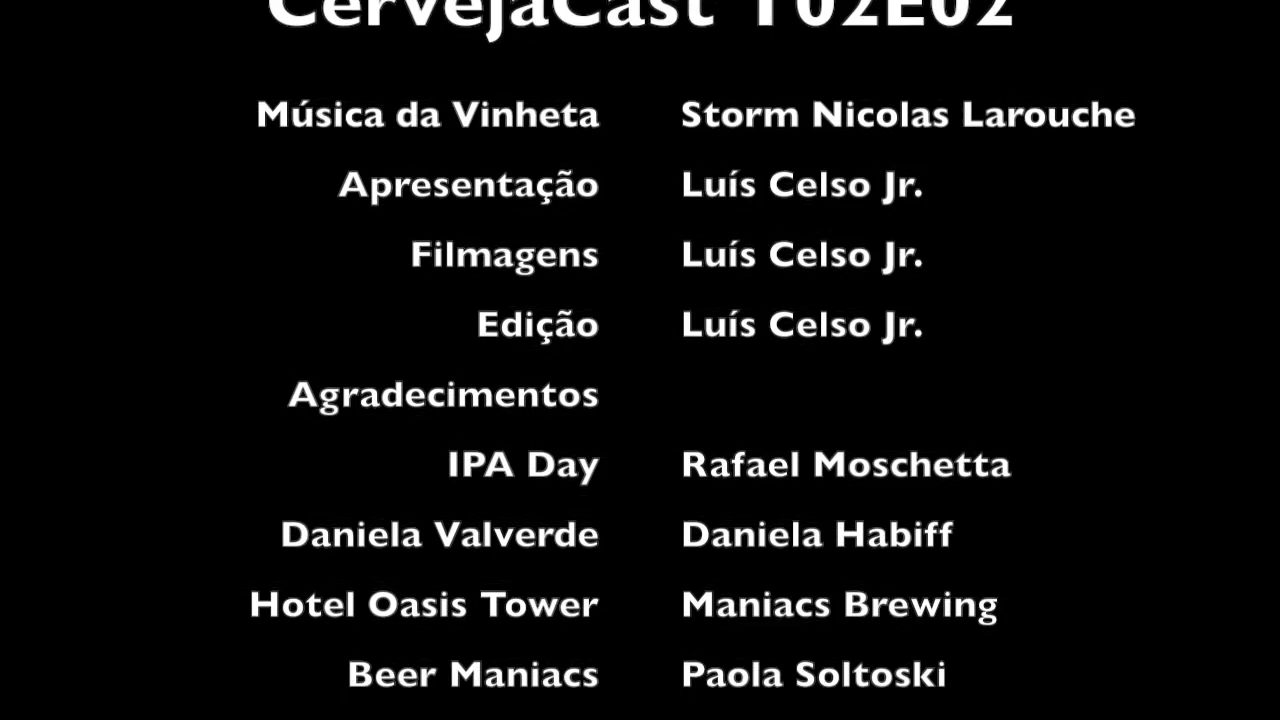 CervejaCast T02E02
Música da Vinheta Storm Nicolas Larouche
Apresentação Luís Celso Jr.
Filmagens Luís Celso Jr.
Edição Luís Celso Jr.
Agradecimentos
IPA Day Rafael Moschetta
Daniela Valverde Daniela Habiff
Hotel Oasis Tower Maniacs Brewing
Beer Maniacs Paola Soltoski